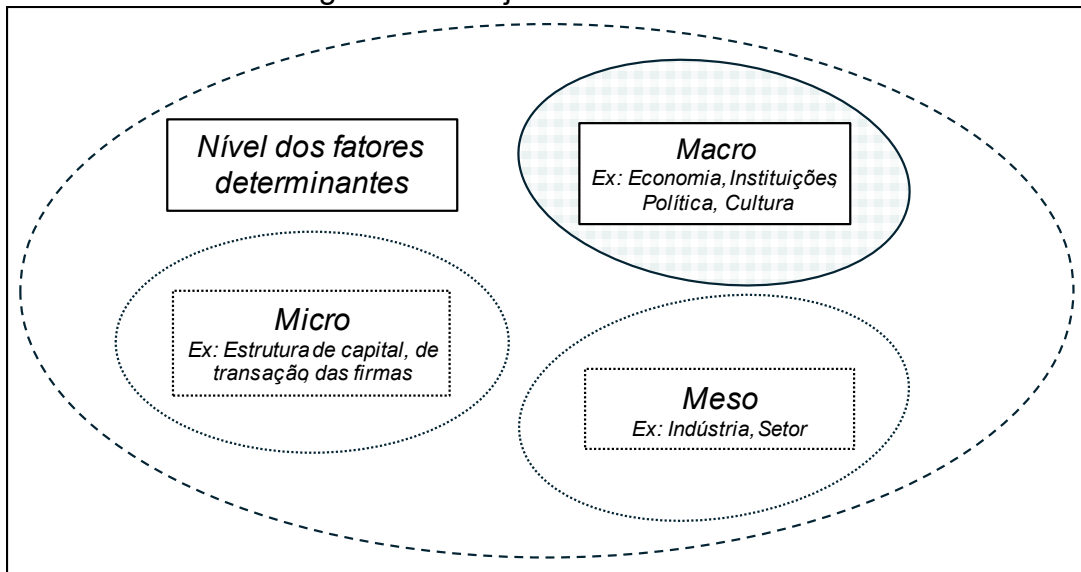 Nível dos fatores
determinantes
Macro
Ex: Economia, Instituições,
Política, Cultura
Micro
Ex: Estrutura de capital, de
transação, das firmas
Meso
Ex: Indústria, Setor